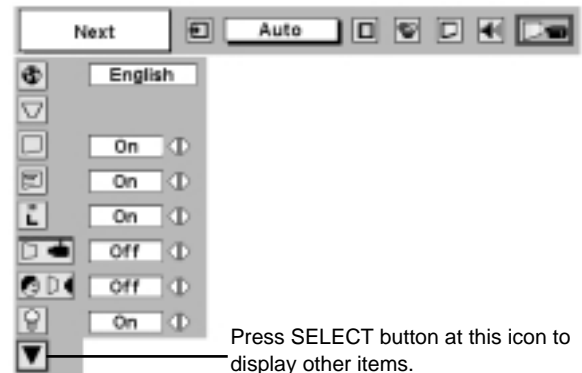 Next
Auto
English
On
On
On
Off
Off
On
Press SELECT button at this icon to
display other items.